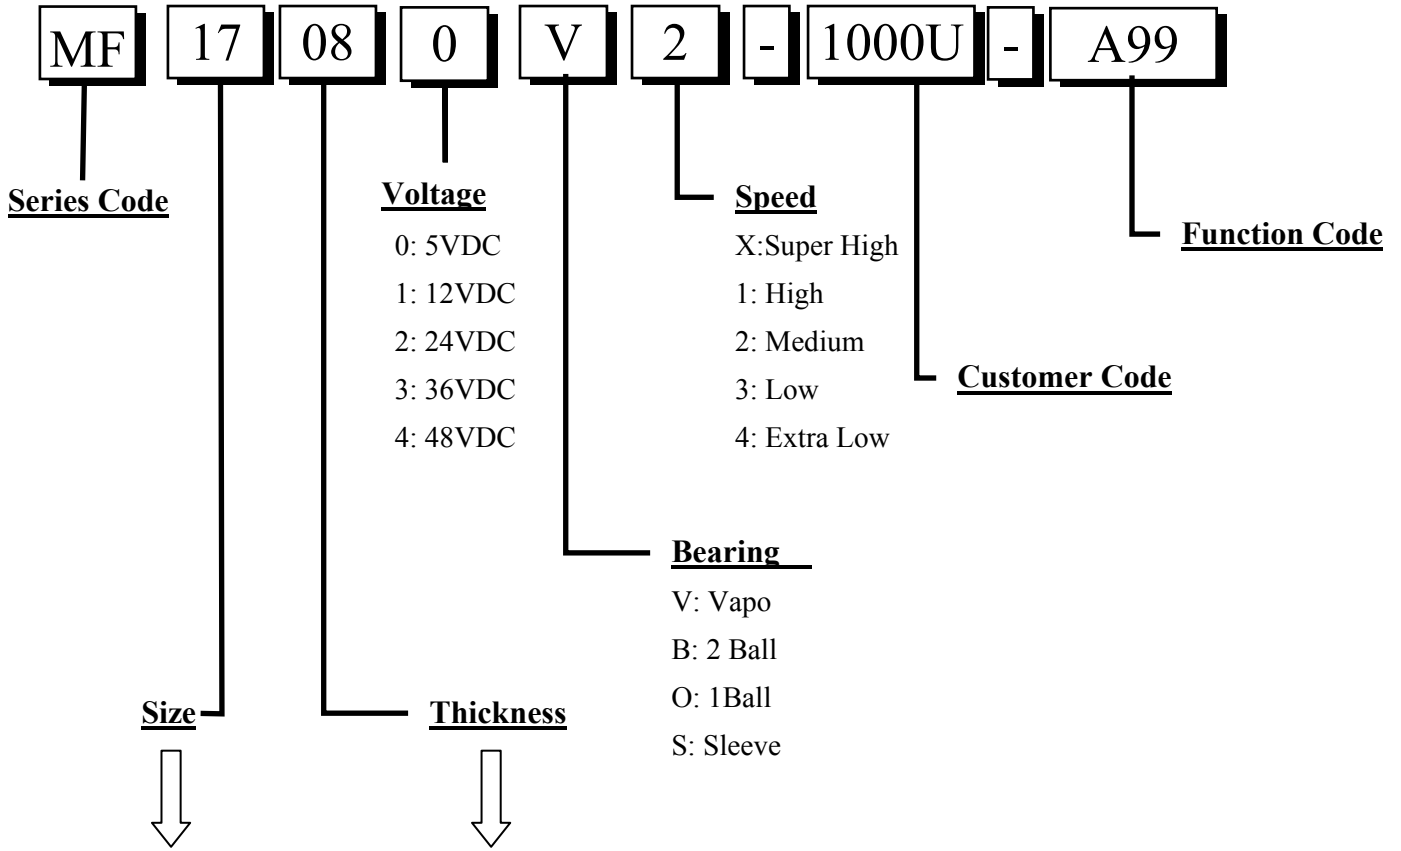 MF 17 08 0 V 2 - 1000U - A99
Series Code
Voltage
0: 5VDC
1: 12VDC
2: 24VDC
3: 36VDC
4: 48VDC
Speed
X:Super High
1: High
2: Medium
3: Low
4: Extra Low
Function Code
Customer Code
Bearing
V: Vapo
B: 2 Ball
O: 1Ball
S: Sleeve
Size
Thickness